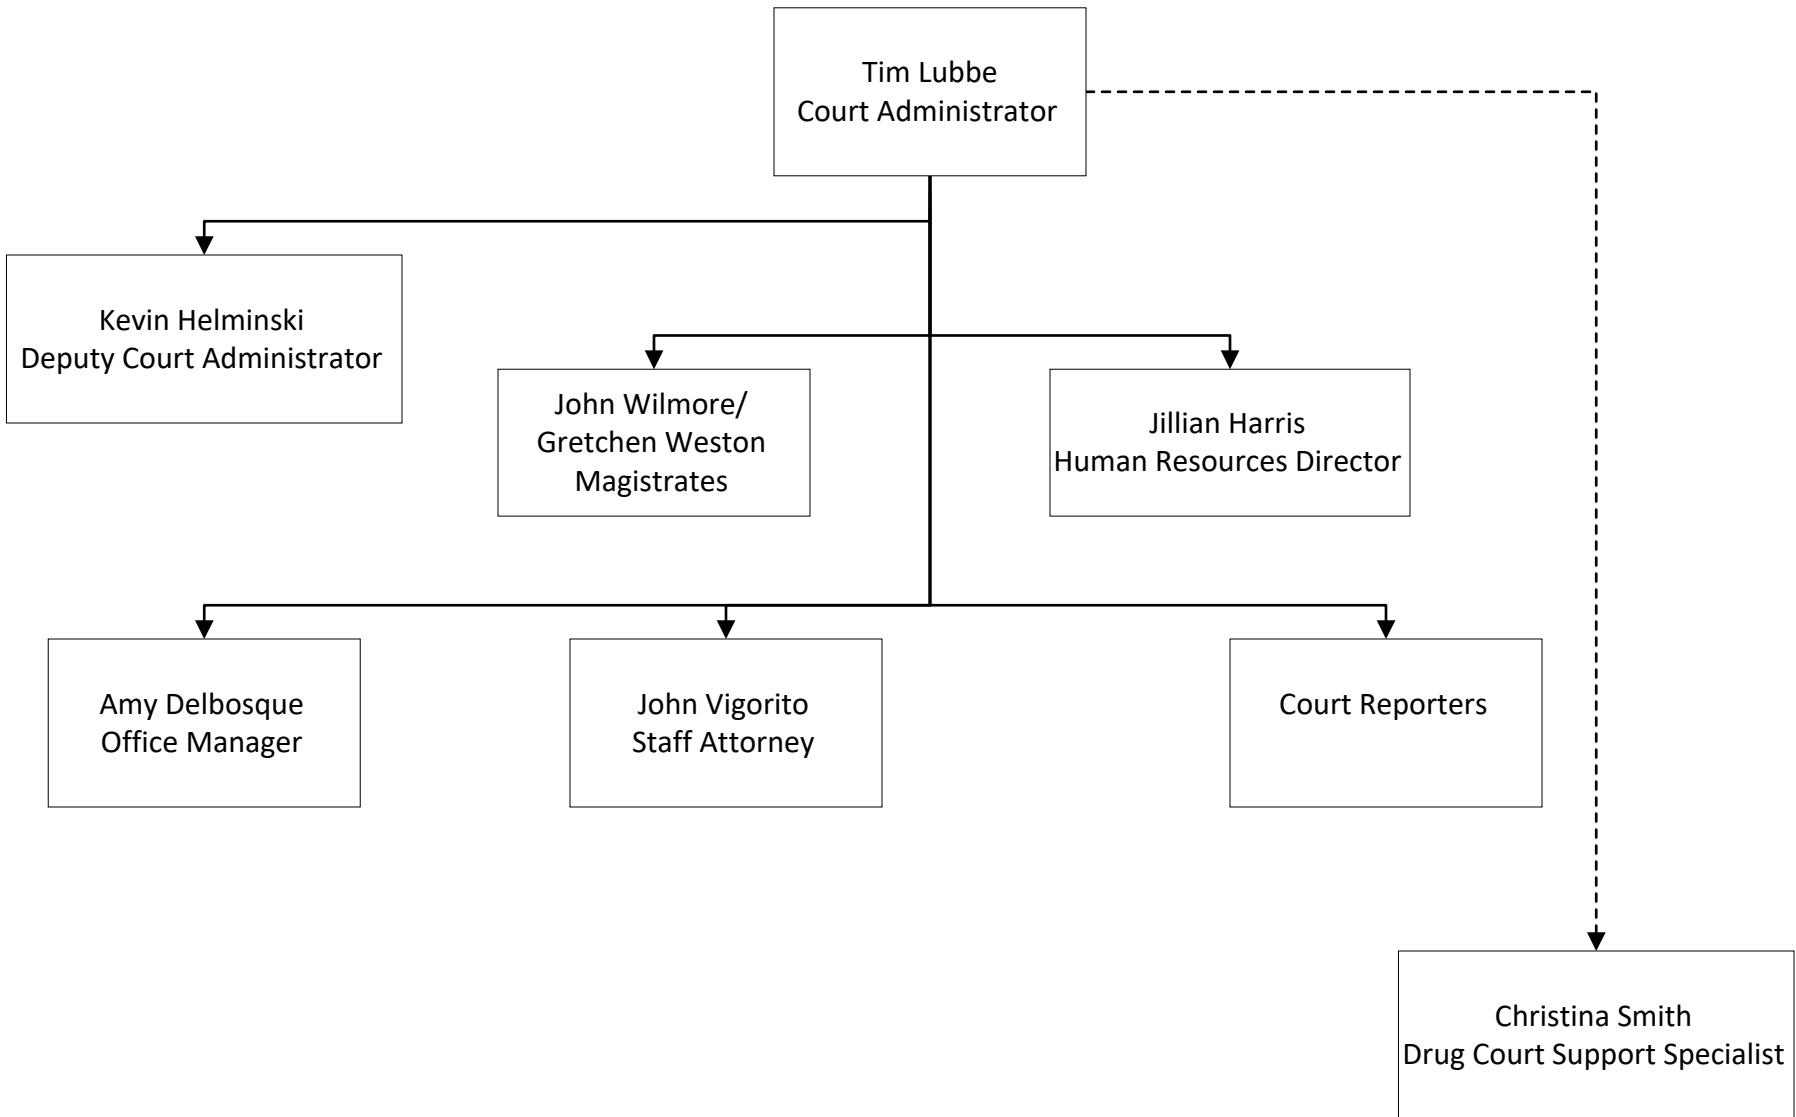 Tim Lubbe
Court Administrator
Kevin Helminski
Deputy Court Administrator
John Wilmore/
Gretchen Weston
Magistrates
Jillian Harris
Human Resources Director
Amy Delbosque
Office Manager
John Vigorito
Staff Attorney
Court Reporters
Christina Smith
Drug Court Support Specialist